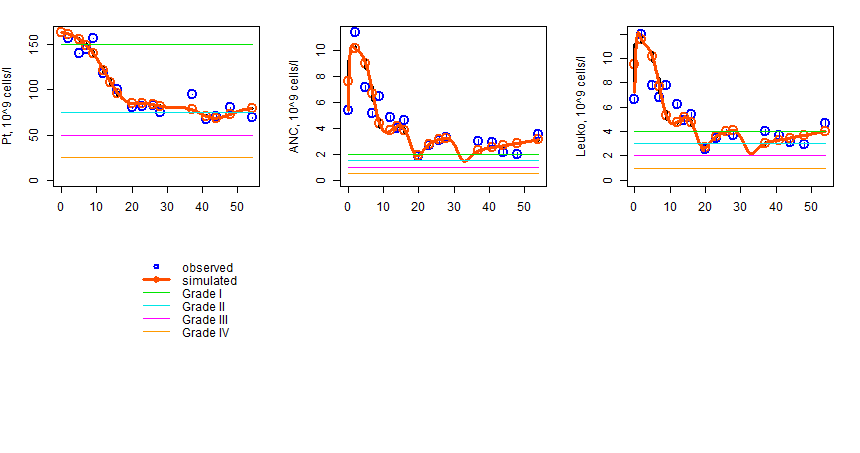 Pt, 10^9 cells/l
0 50 100 150
0 10 20 30 40 50
ANC, 10^9 cells/l
0 2 4 6 8 10
0 10 20 30 40 50
Leuko, 10^9 cells/l
0 2 4 6 8 10
0 10 20 30 40 50
observed
simulated
Grade I
Grade II
Grade III
Grade IV